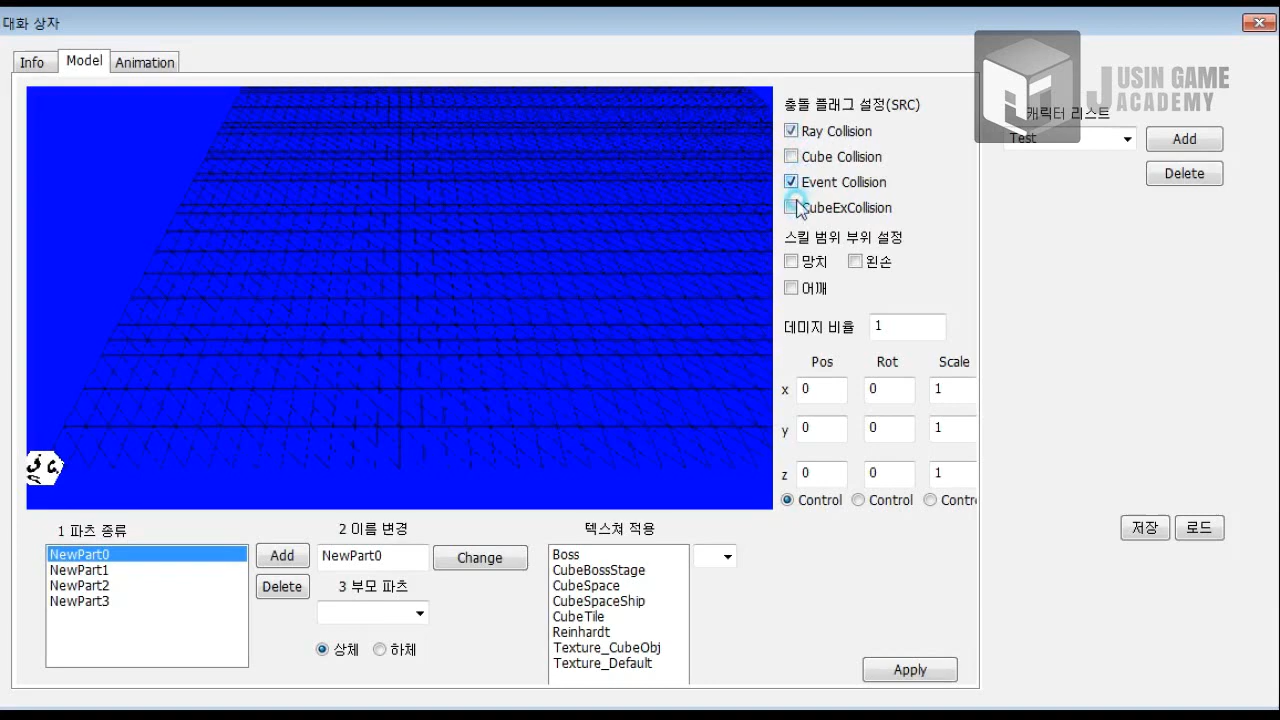 대화 상자
Info
Model
Animation
JUSIN GAME
ACADEMY
충돌 플래그 설정(SRC)
캐릭터 리스트
Ray Collision
Test
Add
Cube Collision
Delete
Event Collision
CubeExCollision
스킬 범위 부위 설정
망치
왼손
어깨
데미지 비율
1
Pos
Rot
Scale
x
0
0
1
y
0
0
1
z
0
0
1
Control
Control
Contr
저장
로드
1 파츠 종류
2 이름 변경
텍스쳐 적용
NewPart0
NewPart1
NewPart2
NewPart3
Add
Delete
NewPart0
Change
3 부모 파츠
상체
하체
Boss
CubeBossStage
CubeSpace
CubeSpaceShip
CubeTile
Reinhardt
Texture_CubeObj
Texture_Default
Apply